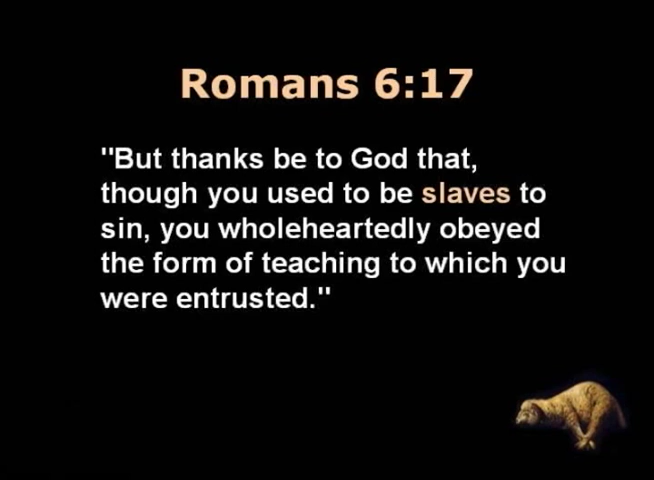 Romans 6:17
"But thanks be to God that,
though you used to be slaves to
sin, you wholeheartedly obeyed
the form of teaching to which you
were entrusted."